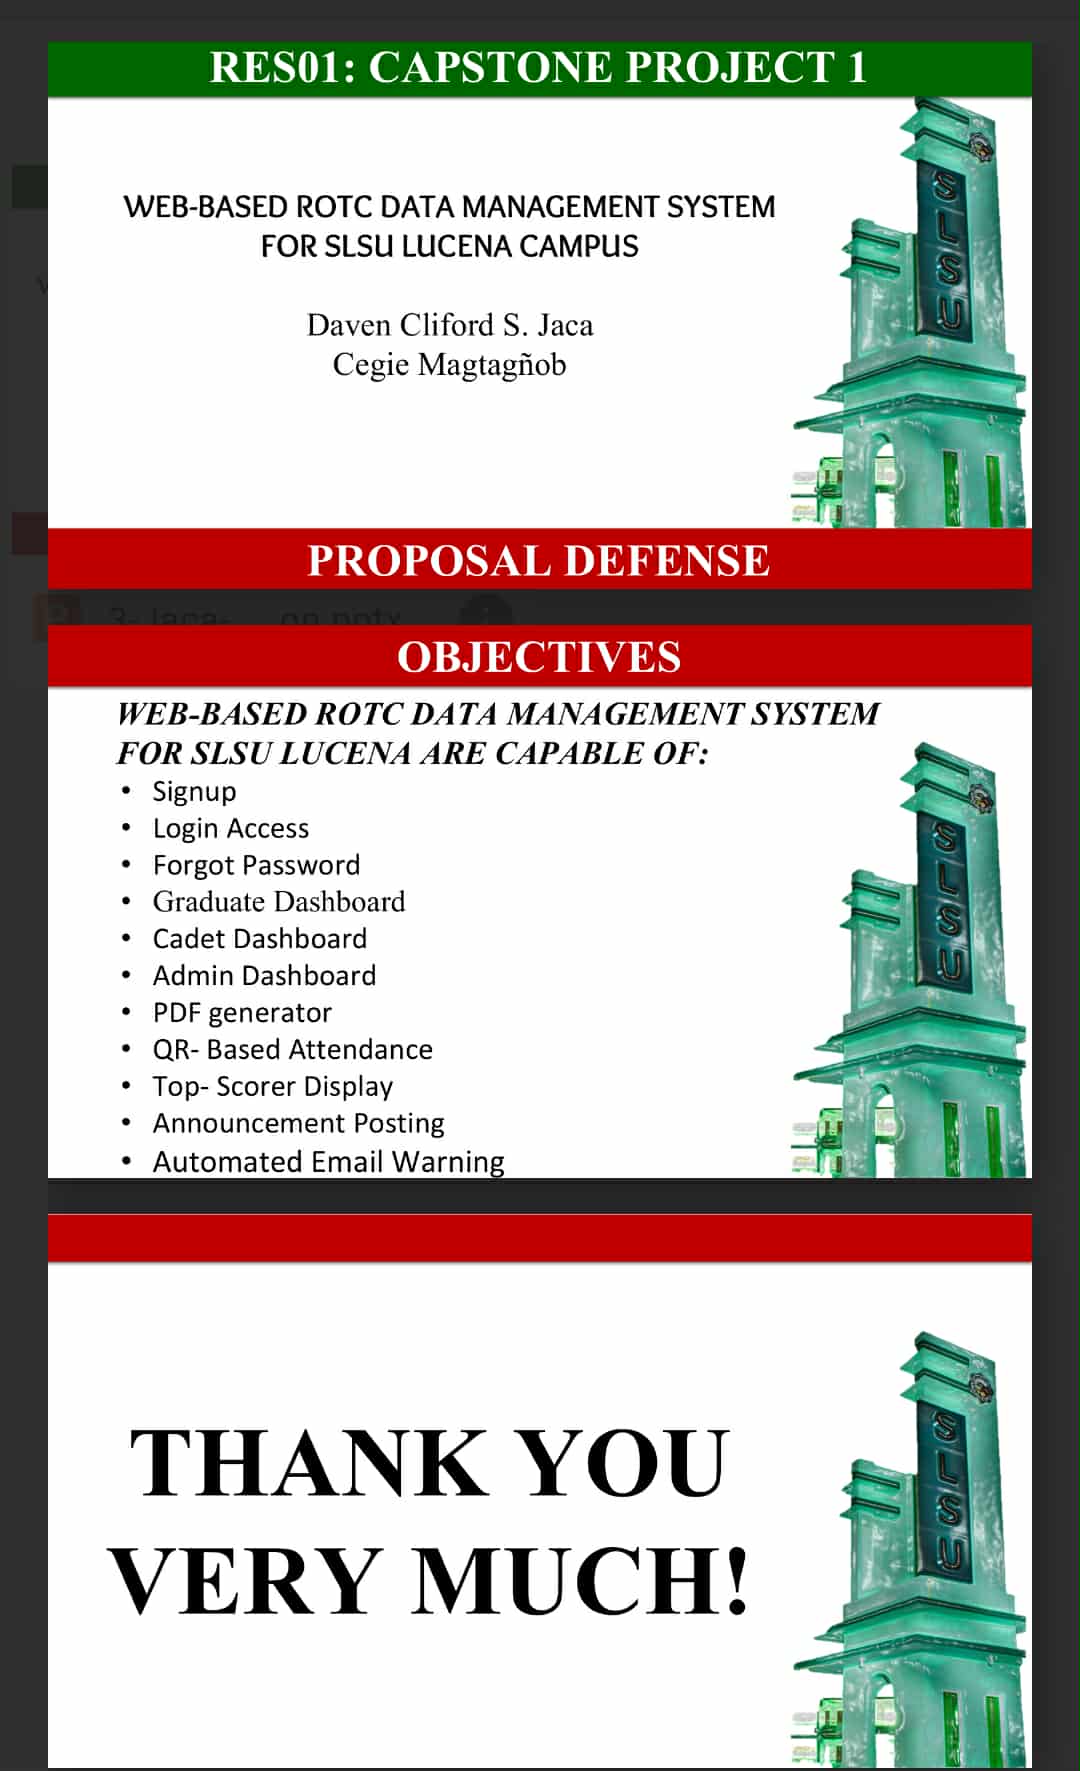 RES01: CAPSTONE PROJECT 1
WEB-BASED ROTC DATA MANAGEMENT SYSTEM
FOR SLSU LUCENA CAMPUS
Daven Cliford S. Jaca
Cegie Magtagñob
SLSU
PROPOSAL DEFENSE
OBJECTIVES
WEB-BASED ROTC DATA MANAGEMENT SYSTEM
FOR SLSU LUCENA ARE CAPABLE OF:
• Signup
• Login Access
• Forgot Password
• Graduate Dashboard
• Cadet Dashboard
• Admin Dashboard
• PDF generator
• QR- Based Attendance
• Top- Scorer Display
• Announcement Posting
• Automated Email Warning
SLSU
THANK YOU
VERY MUCH!
SLSU